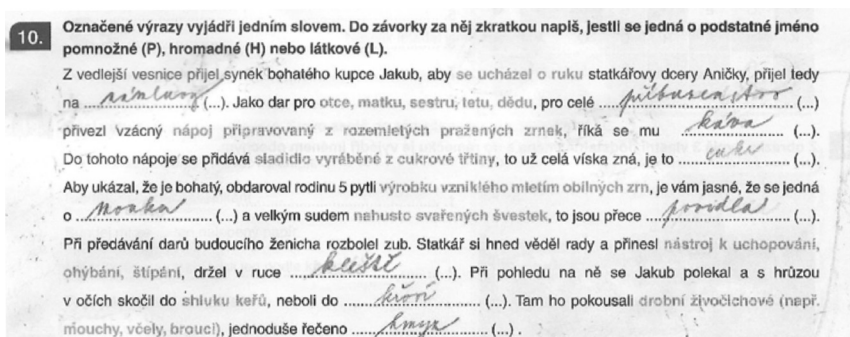 10. Označené výrazy vyjádři jedním slovem. Do závorky za něj zkratkou napiš, jestli se jedná o podstatné jméno
pomnožné (P), hromadné (H) nebo látkové (L).
Z vedlejší vesnice přijel synek bohatého kupce Jakub, aby se ucházel o ruku statkářovy dcery Aničky, přijel tedy
na ...námluvy... (...). Jako dar pro otce, matku, sestru, tetu, dědu, pro celé ...příbuzenstvo... (...)
přivezl vzácný nápoj připravovaný z rozemletých pražených zrnek, říká se mu ...káva... (...).
Do tohoto nápoje se přidává sladidlo vyráběné z cukrové třtiny, to už celá víska zná, je to ...cukr... (...).
Aby ukázal, že je bohatý, obdaroval rodinu 5 pytli výrobku vzniklého mletím obilných zrn, je vám jasné, že se jedná
o ...mouku... (...) a velkým sudem nahusto svařených švestek, to jsou přece ...povidla... (...).
Při předávání darů budoucího ženicha rozbolel zub. Statkář si hned věděl rady a přinesl nástroj k uchopování,
ohýbání, štípání, držel v ruce ...kleště... (...). Při pohledu na ně se Jakub polekal a s hrůzou
v očích skočil do shluku keřů, neboli do ...křoví... (...). Tam ho pokousali drobní živočichové (např.
mouchy, včely, brouci), jednoduše řečeno ...hmyz... (...).